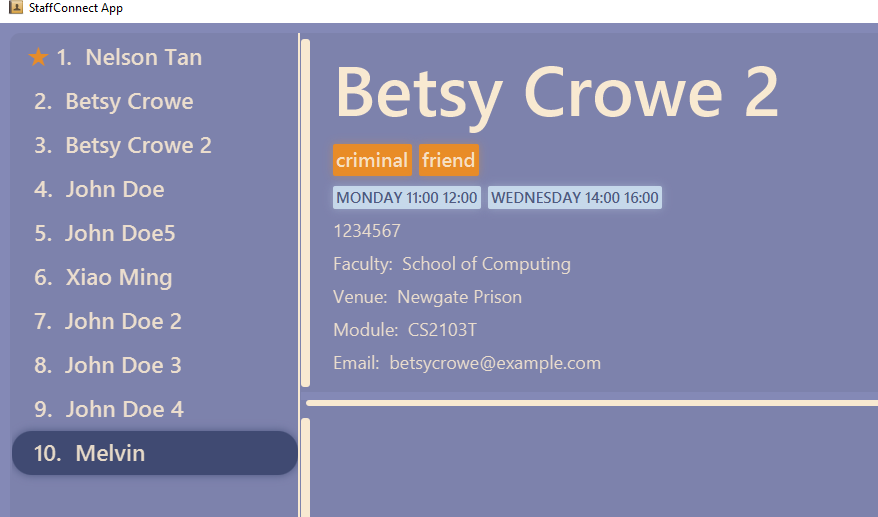 StaffConnect App
★ 1. Nelson Tan
2. Betsy Crowe
3. Betsy Crowe 2
4. John Doe
5. John Doe5
6. Xiao Ming
7. John Doe 2
8. John Doe 3
9. John Doe 4
10. Melvin
Betsy Crowe 2
criminal friend
MONDAY 11:00 12:00 WEDNESDAY 14:00 16:00
1234567
Faculty: School of Computing
Venue: Newgate Prison
Module: CS2103T
Email: betsycrowe@example.com